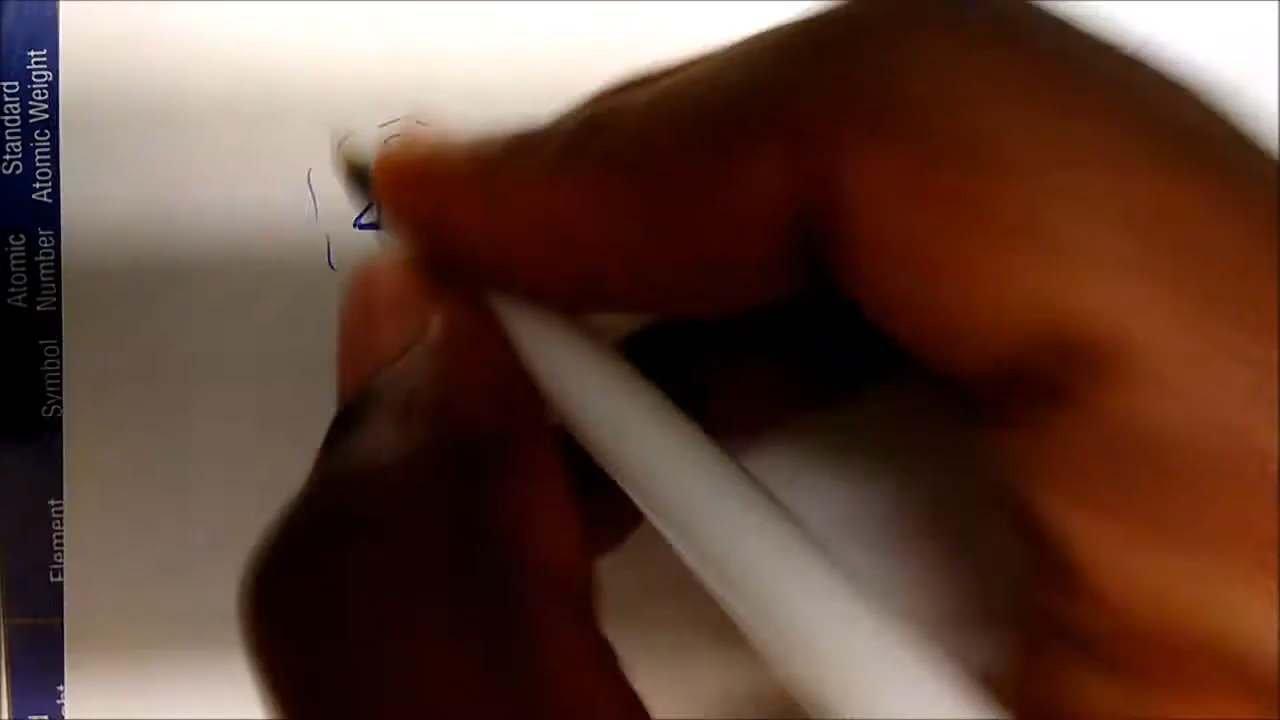 Standard
Atomic Weight
Atomic
Number
Symbol
Element